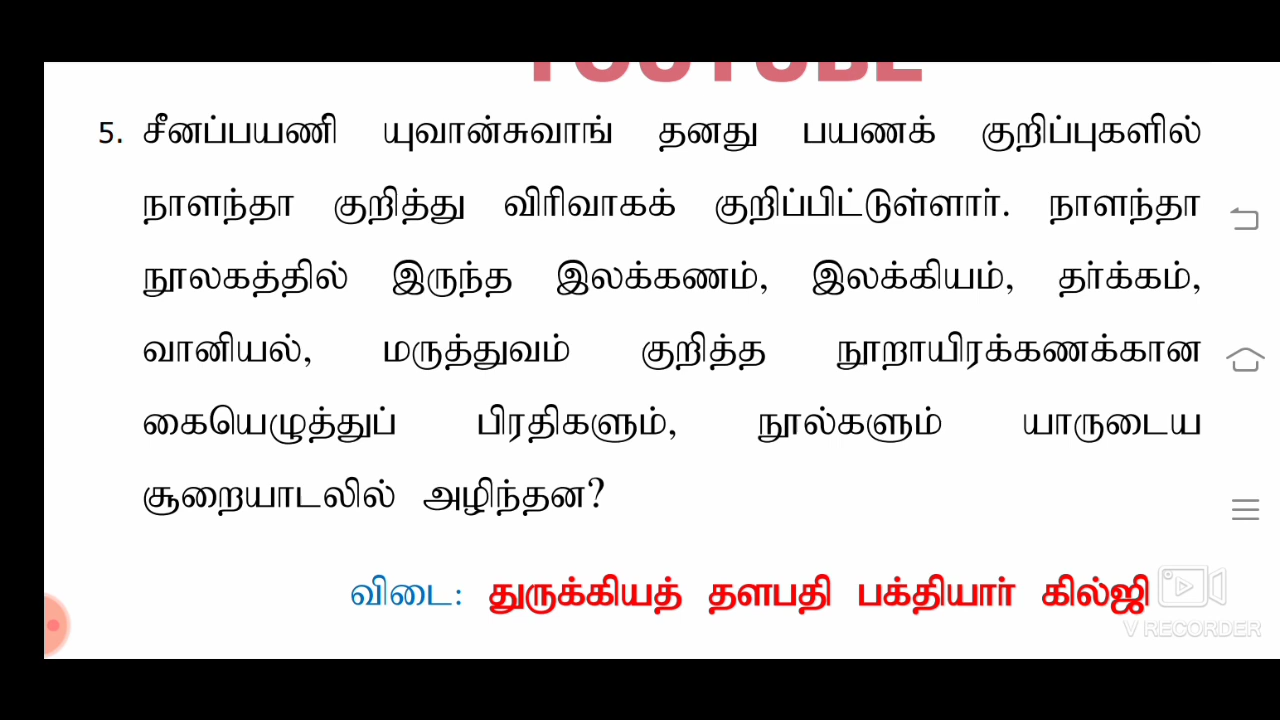 YOUTUBE
5. சீனப்பயணி யுவான்சுவாங் தனது பயணக் குறிப்புகளில்
நாளந்தா குறித்து விரிவாகக் குறிப்பிட்டுள்ளார். நாளந்தா
நூலகத்தில் இருந்த இலக்கணம், இலக்கியம், தர்க்கம்,
வானியல், மருத்துவம் குறித்த நூறாயிரக்கணக்கான
கையெழுத்துப் பிரதிகளும், நூல்களும் யாருடைய
சூறையாடலில் அழிந்தன?
விடை: துருக்கியத் தளபதி பக்தியார் கில்ஜி
V RECORDER